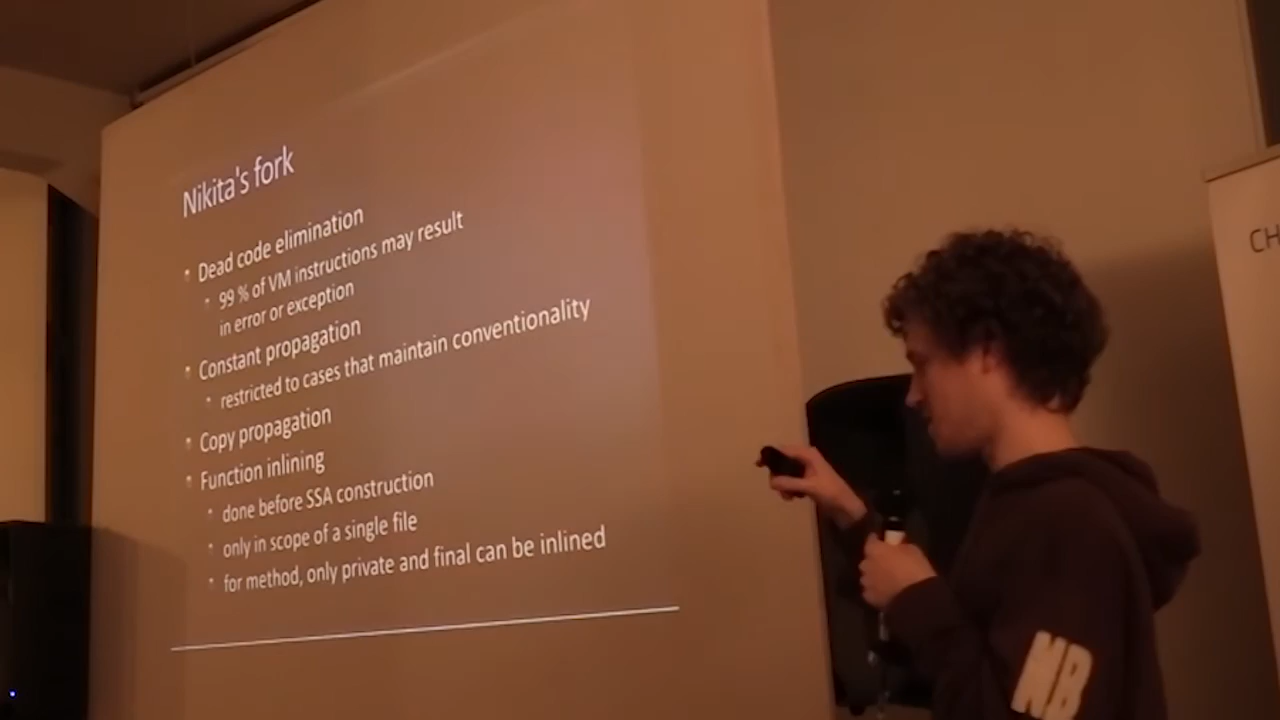 Nikita's fork
Dead code elimination
99 % of VM instructions may result
in error or exception
Constant propagation
restricted to cases that maintain conventionality
Copy propagation
Function inlining
done before SSA construction
only in scope of a single file
for method, only private and final can be inlined
CH
NB